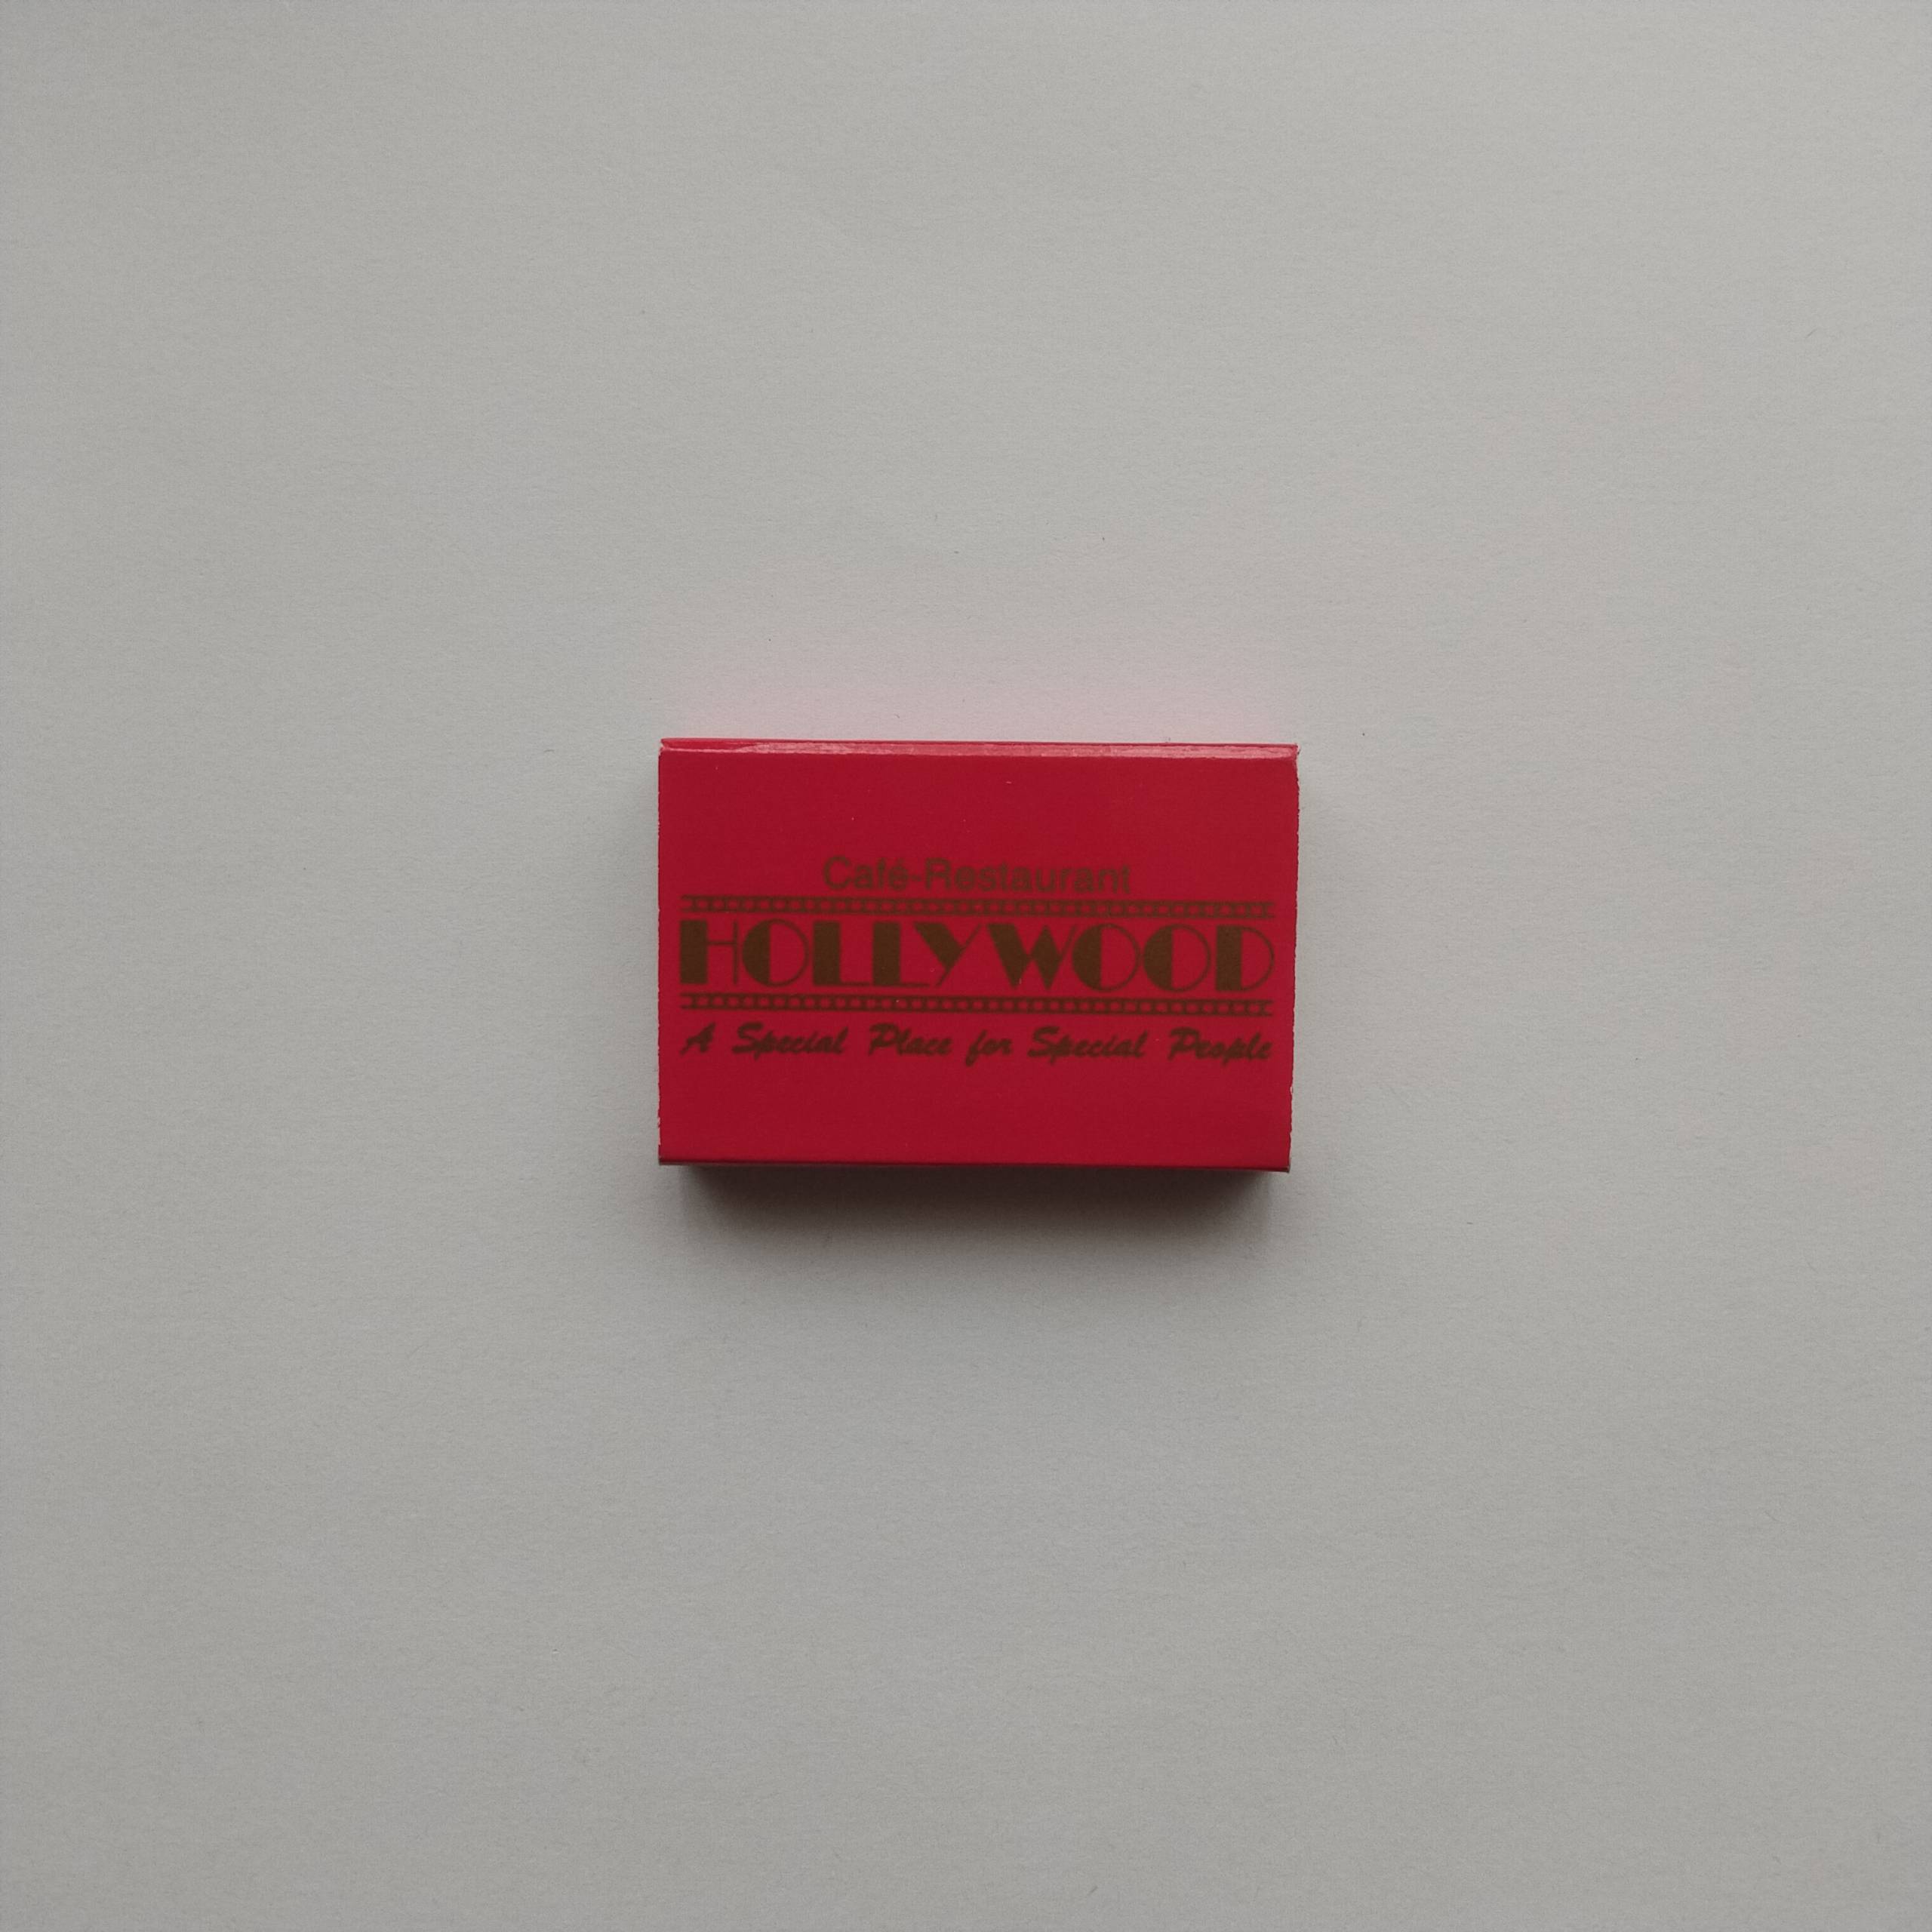 Café-Restaurant
HOLLYWOOD
A Special Place for Special People